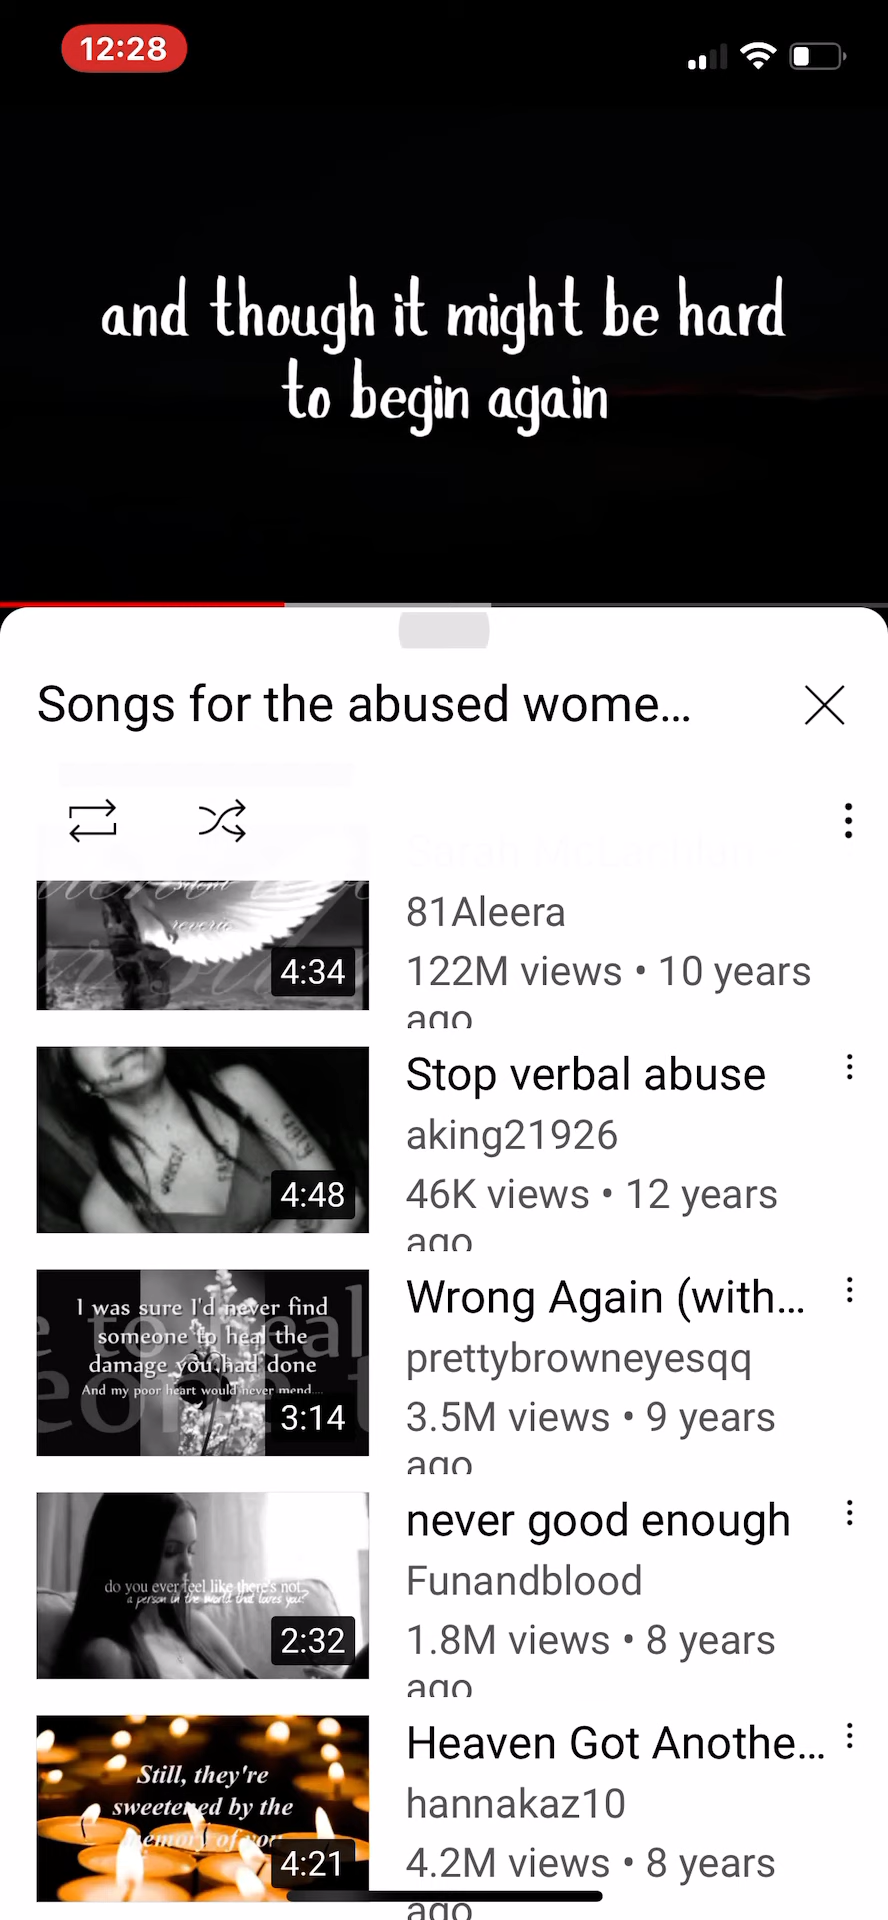 12:28
and though it might be hard
to begin again
Songs for the abused wome...
81Aleera
122M views • 10 years
ago
4:34
Stop verbal abuse
aking21926
46K views • 12 years
ago
4:48
I was sure I'd never find
someone to heal the
damage you had done
And my poor heart would never mend....
3:14
Wrong Again (with...
prettybrowneyesqq
3.5M views • 9 years
ago
do you ever feel like there's not
a person in the world that loves you?
2:32
never good enough
Funandblood
1.8M views • 8 years
ago
Still, they're
sweetened by the
memory of you
4:21
Heaven Got Anothe...
hannakaz10
4.2M views • 8 years
ago